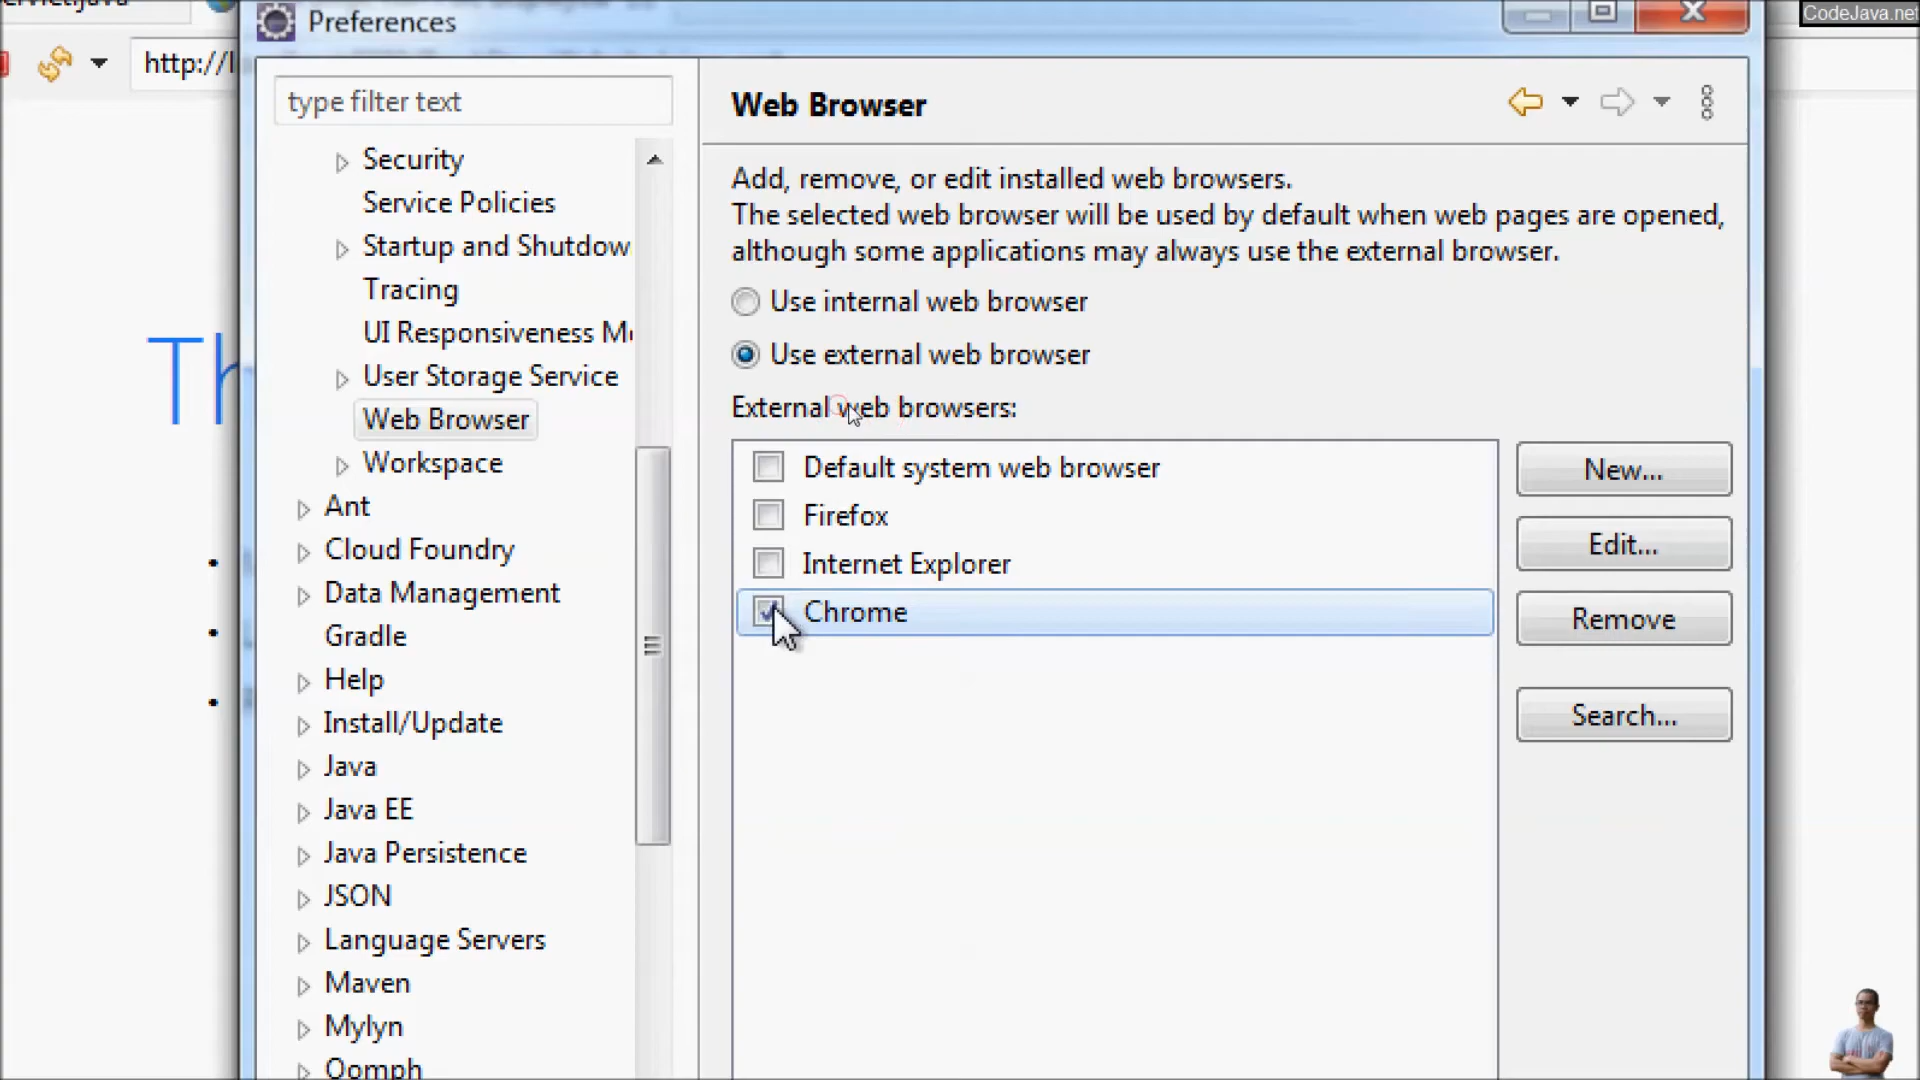 Preferences
CodeJava.net
http://l
type filter text
Security
Service Policies
Startup and Shutdow
Tracing
UI Responsiveness M
User Storage Service
Web Browser
Workspace
Ant
Cloud Foundry
Data Management
Gradle
Help
Install/Update
Java
Java EE
Java Persistence
JSON
Language Servers
Maven
Mylyn
Oomph
Web Browser
Add, remove, or edit installed web browsers.
The selected web browser will be used by default when web pages are opened,
although some applications may always use the external browser.
Use internal web browser
Use external web browser
External web browsers:
Default system web browser
Firefox
Internet Explorer
Chrome
New...
Edit...
Remove
Search...
Th